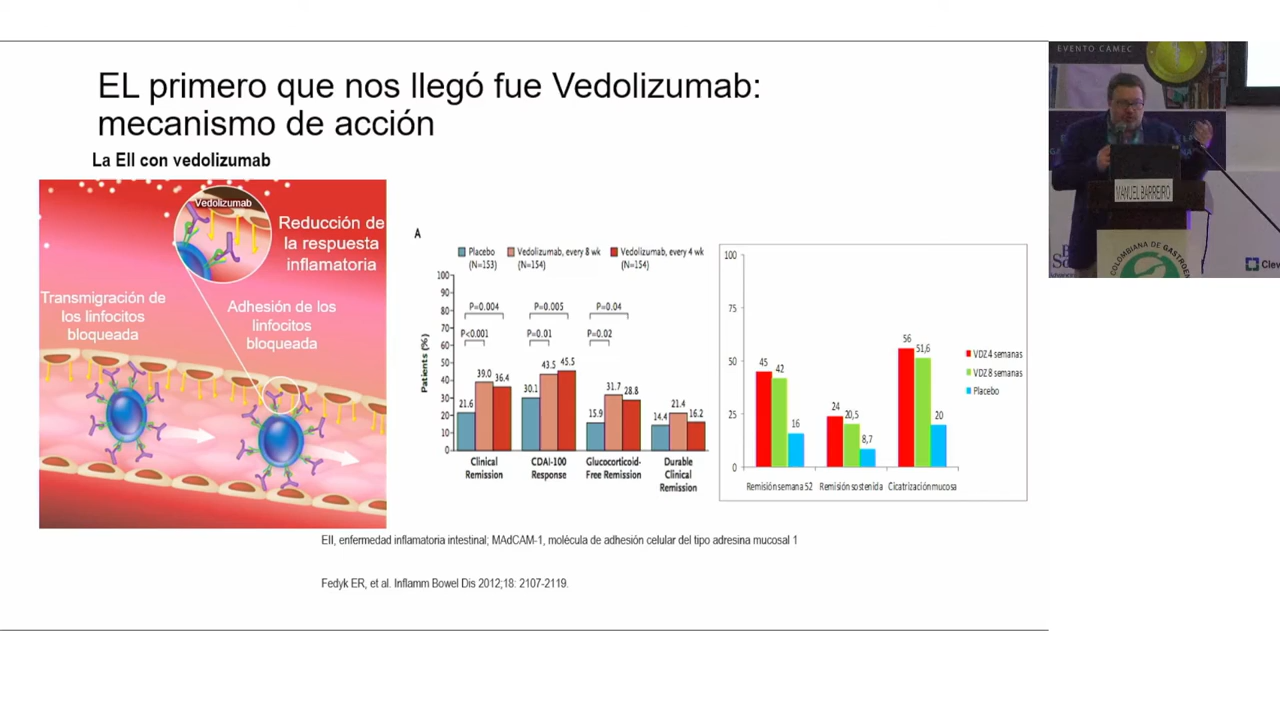 EL primero que nos llegó fue Vedolizumab:
mecanismo de acción
La EII con vedolizumab
Vedolizumab
Reducción de
la respuesta
inflamatoria
Transmigración de
los linfocitos
bloqueada
Adhesión de los
linfocitos
bloqueada
A
Placebo
(N=153)
Vedolizumab, every 8 wk
(N=154)
Vedolizumab, every 4 wk
(N=154)
Patients (%)
100
90
80
70
60
50
40
30
20
10
0
P=0.004
P<0.001
P=0.005
P=0.01
P=0.04
P=0.02
21.6
39.0
36.4
30.1
43.5
45.5
15.9
31.7
28.8
14.4
21.4
16.2
Clinical
Remission
CDAI-100
Response
Glucocorticoid-
Free Remission
Durable
Clinical
Remission
100
75
50
25
0
45
42
16
24
20,5
8,7
56
51,6
20
Remisión semana 52
Remisión sostenida
Cicatrización mucosa
VDZ 4 semanas
VDZ 8 semanas
Placebo
EII, enfermedad inflamatoria intestinal; MAdCAM-1, molécula de adhesión celular del tipo adresina mucosal 1
Fedyk ER, et al. Inflamm Bowel Dis 2012;18: 2107-2119.
EVENTO CAMEC
MANUEL BARREIRO
COLOMBIANA DE GASTROEN
Clev